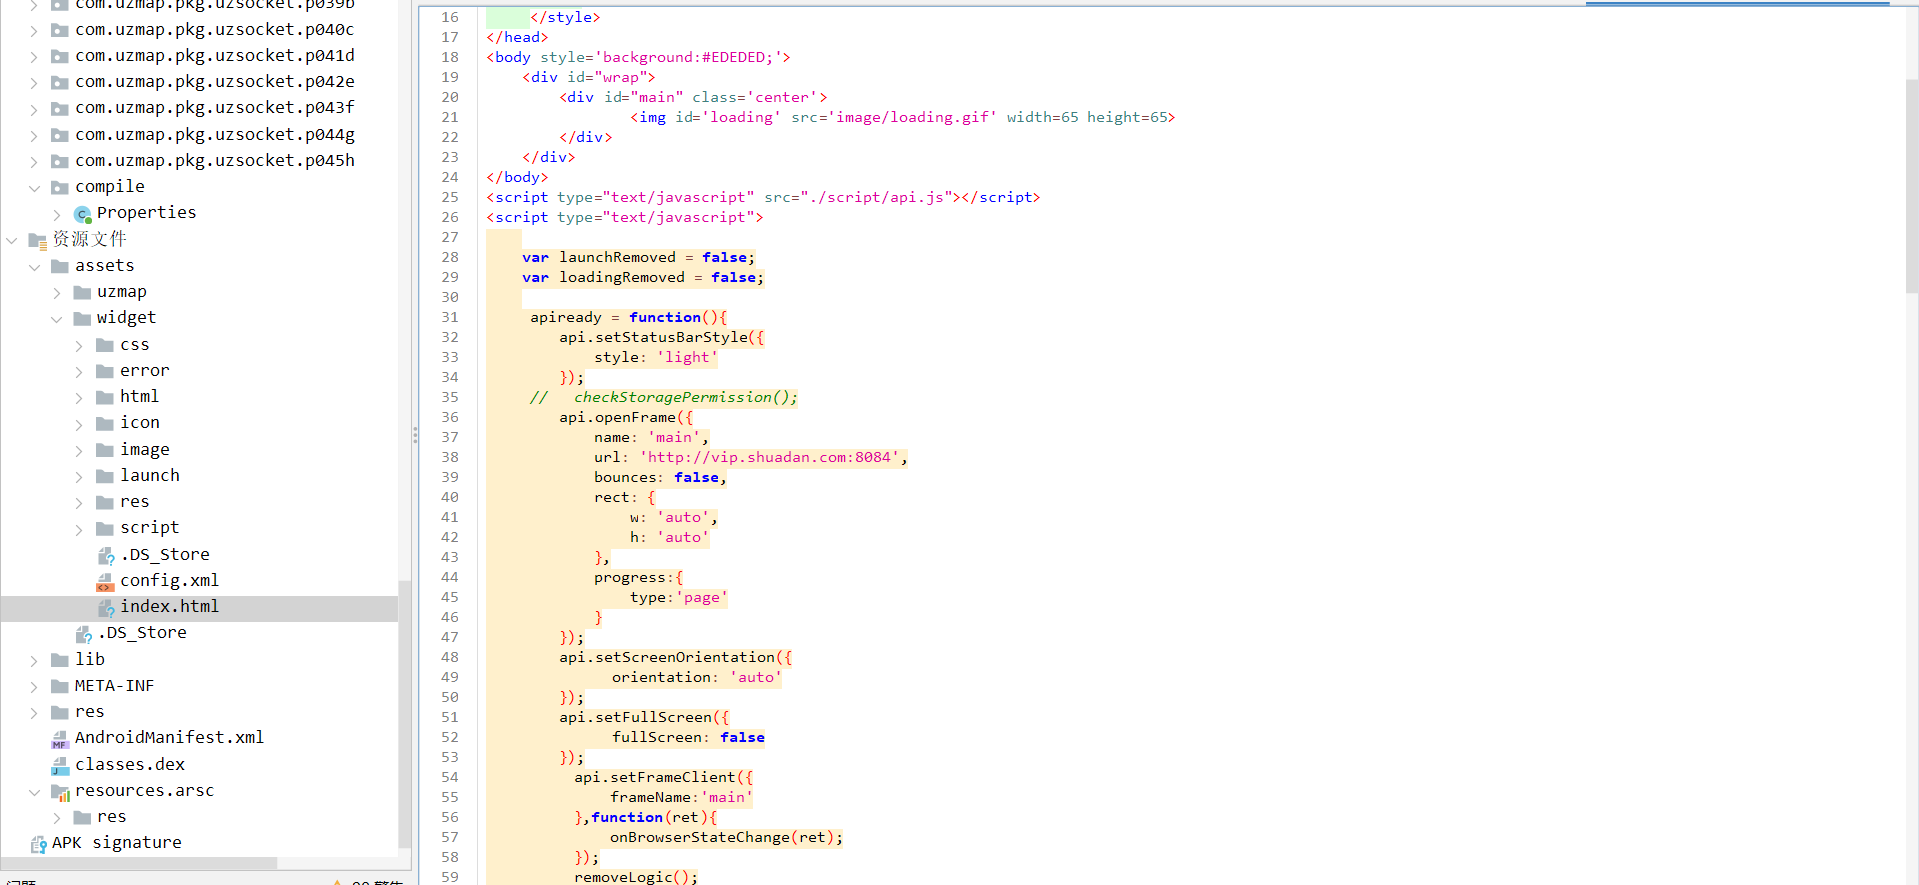 com.uzmap.pkg.uzsocket.p039b
com.uzmap.pkg.uzsocket.p040c
com.uzmap.pkg.uzsocket.p041d
com.uzmap.pkg.uzsocket.p042e
com.uzmap.pkg.uzsocket.p043f
com.uzmap.pkg.uzsocket.p044g
com.uzmap.pkg.uzsocket.p045h
compile
Properties
资源文件
assets
uzmap
widget
css
error
html
icon
image
launch
res
script
.DS_Store
config.xml
index.html
.DS_Store
lib
META-INF
res
AndroidManifest.xml
classes.dex
resources.arsc
res
APK signature
16 </style>
17 </head>
18 <body style='background:#EDEDED;'>
19 <div id="wrap">
20 <div id="main" class='center'>
21 <img id='loading' src='image/loading.gif' width=65 height=65>
22 </div>
23 </div>
24 </body>
25 <script type="text/javascript" src="./script/api.js"></script>
26 <script type="text/javascript">
27
28 var launchRemoved = false;
29 var loadingRemoved = false;
30
31 apiready = function(){
32 api.setStatusBarStyle({
33 style: 'light'
34 });
35 // checkStoragePermission();
36 api.openFrame({
37 name: 'main',
38 url: 'http://vip.shuadan.com:8084',
39 bounces: false,
40 rect: {
41 w: 'auto',
42 h: 'auto'
43 },
44 progress:{
45 type:'page'
46 }
47 });
48 api.setScreenOrientation({
49 orientation: 'auto'
50 });
51 api.setFullScreen({
52 fullScreen: false
53 });
54 api.setFrameClient({
55 frameName:'main'
56 },function(ret){
57 onBrowserStateChange(ret);
58 });
59 removeLogic();